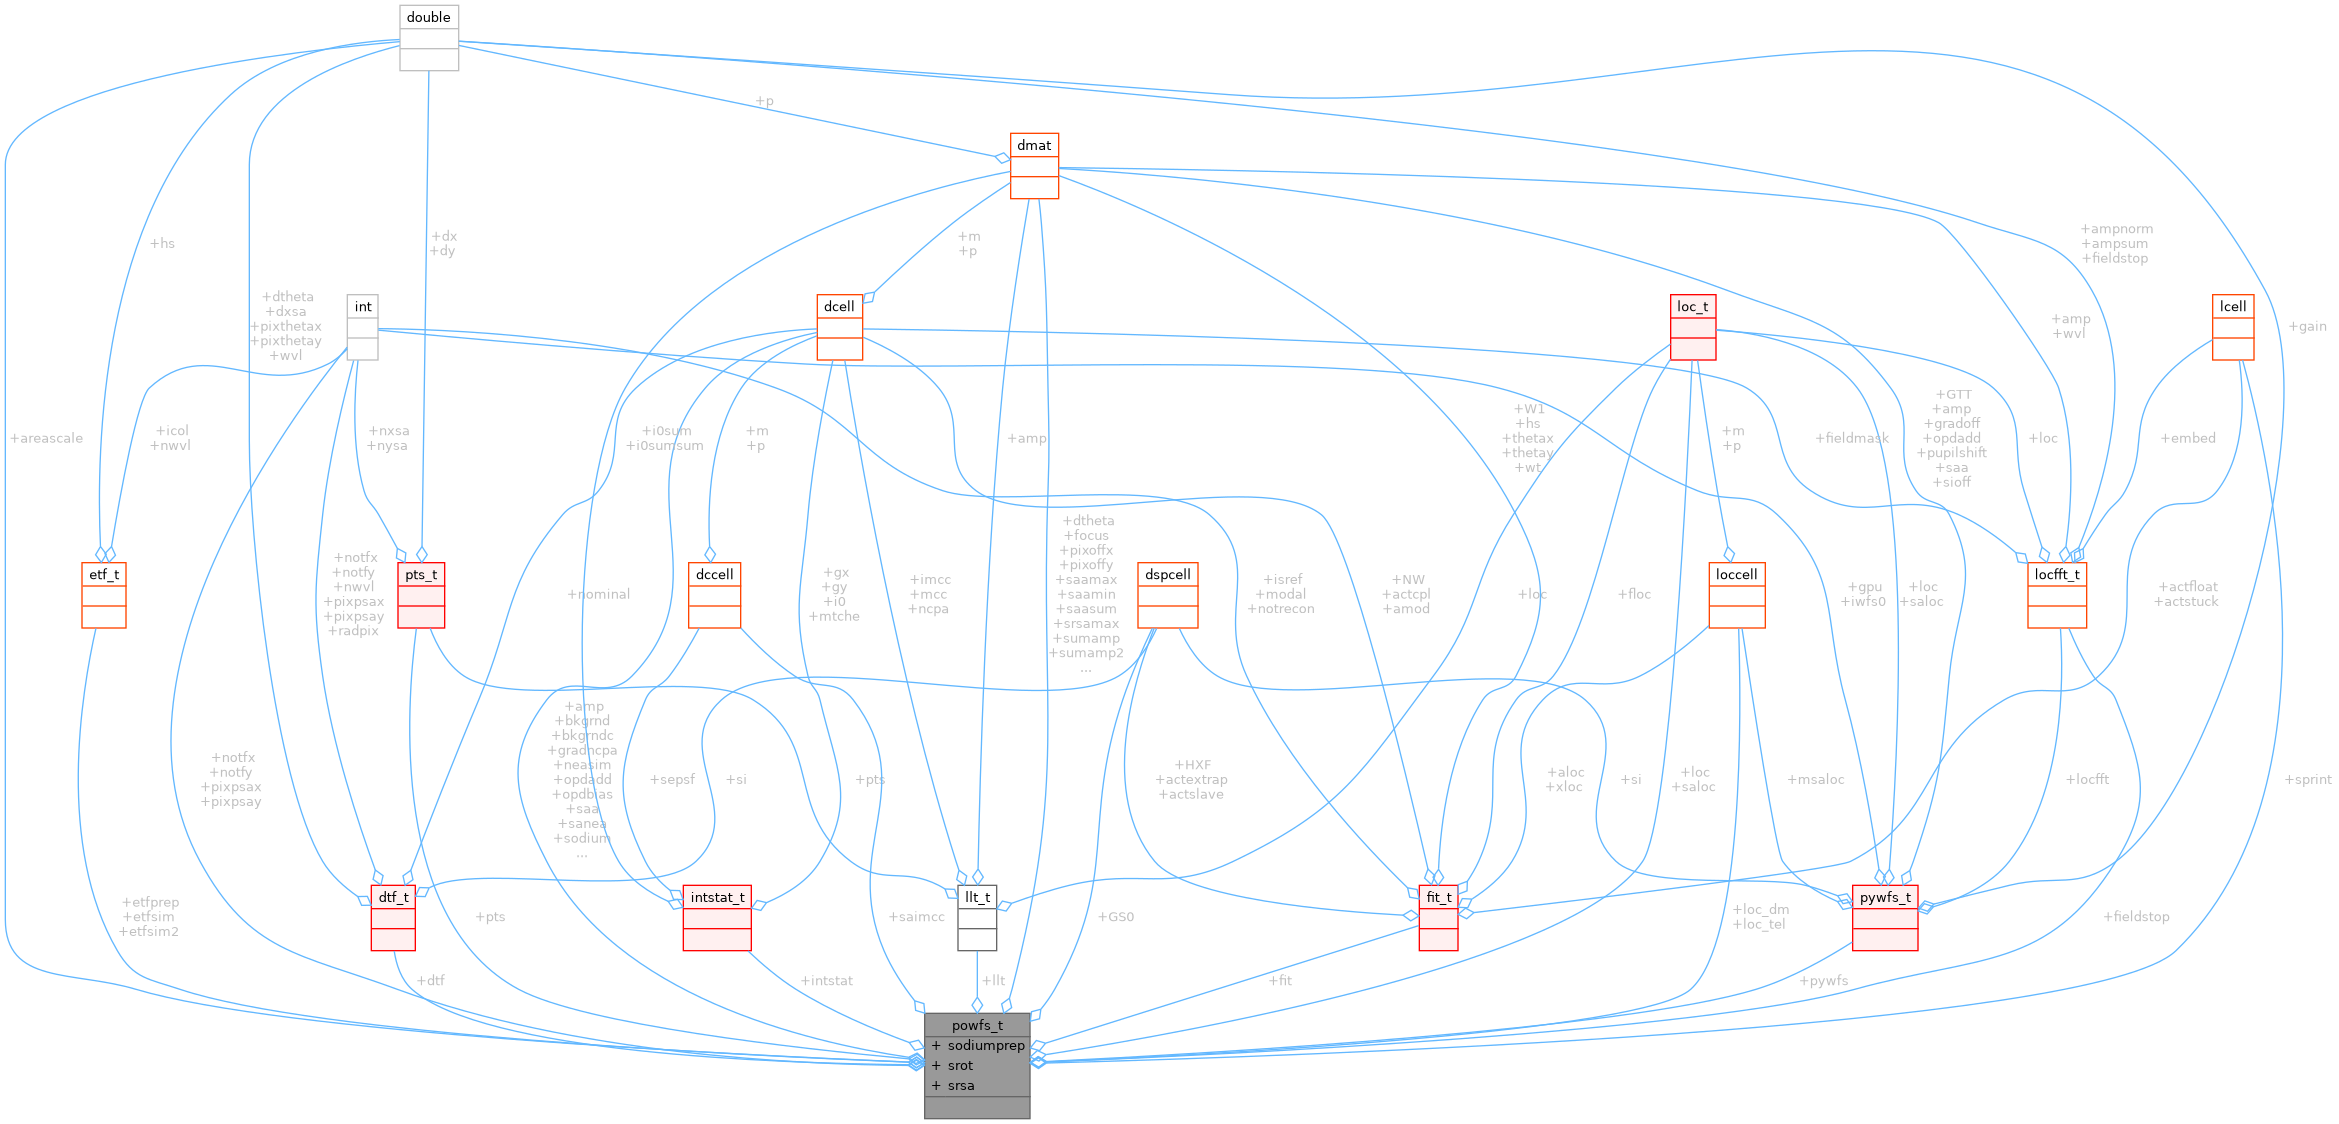 double
+p
dmat
+ampnorm
+ampsum
+fieldstop
+dx
+dy
+hs
+m
+p
+dtheta
+dxsa
+pixthetax
+pixthetay
+wvl
int
dcell
loc_t
lcell
+amp
+wvl
+gain
+GTT
+amp
+gradoff
+opdadd
+pupilshift
+saa
+sioff
+W1
+hs
+thetax
+thetay
+wt
+areascale
+icol
+nwvl
+nxsa
+nysa
+i0sum
+i0sumsum
+m
+p
+amp
+m
+p
+fieldmask
+loc
+embed
+dtheta
+focus
+pixoffx
+pixoffy
+saamax
+saamin
+saasum
+srsamax
+sumamp
+sumamp2
...
etf_t
+notfx
+notfy
+nwvl
+pixpsax
+pixpsay
+radpix
pts_t
+nominal
dccell
+gx
+gy
+i0
+mtche
+imcc
+mcc
+ncpa
dspcell
+isref
+modal
+notrecon
+NW
+actcpl
+amod
+loc
+floc
loccell
+gpu
+iwfs0
+loc
+saloc
locfft_t
+actfloat
+actstuck
+notfx
+notfy
+pixpsax
+pixpsay
+amp
+bkgrnd
+bkgrndc
+gradncpa
+neasim
+opdadd
+opdbias
+saa
+sanea
+sodium
...
+sepsf
+si
+pts
+HXF
+actextrap
+actslave
+aloc
+xloc
+si
+loc
+saloc
+msaloc
+locfft
+sprint
+etfprep
+etfsim
+etfsim2
dtf_t
+pts
intstat_t
+saimcc
llt_t
+GS0
fit_t
+loc_dm
+loc_tel
pywfs_t
+fieldstop
+dtf
+intstat
+llt
+fit
+pywfs
powfs_t
+ sodiumprep
+ srot
+ srsa